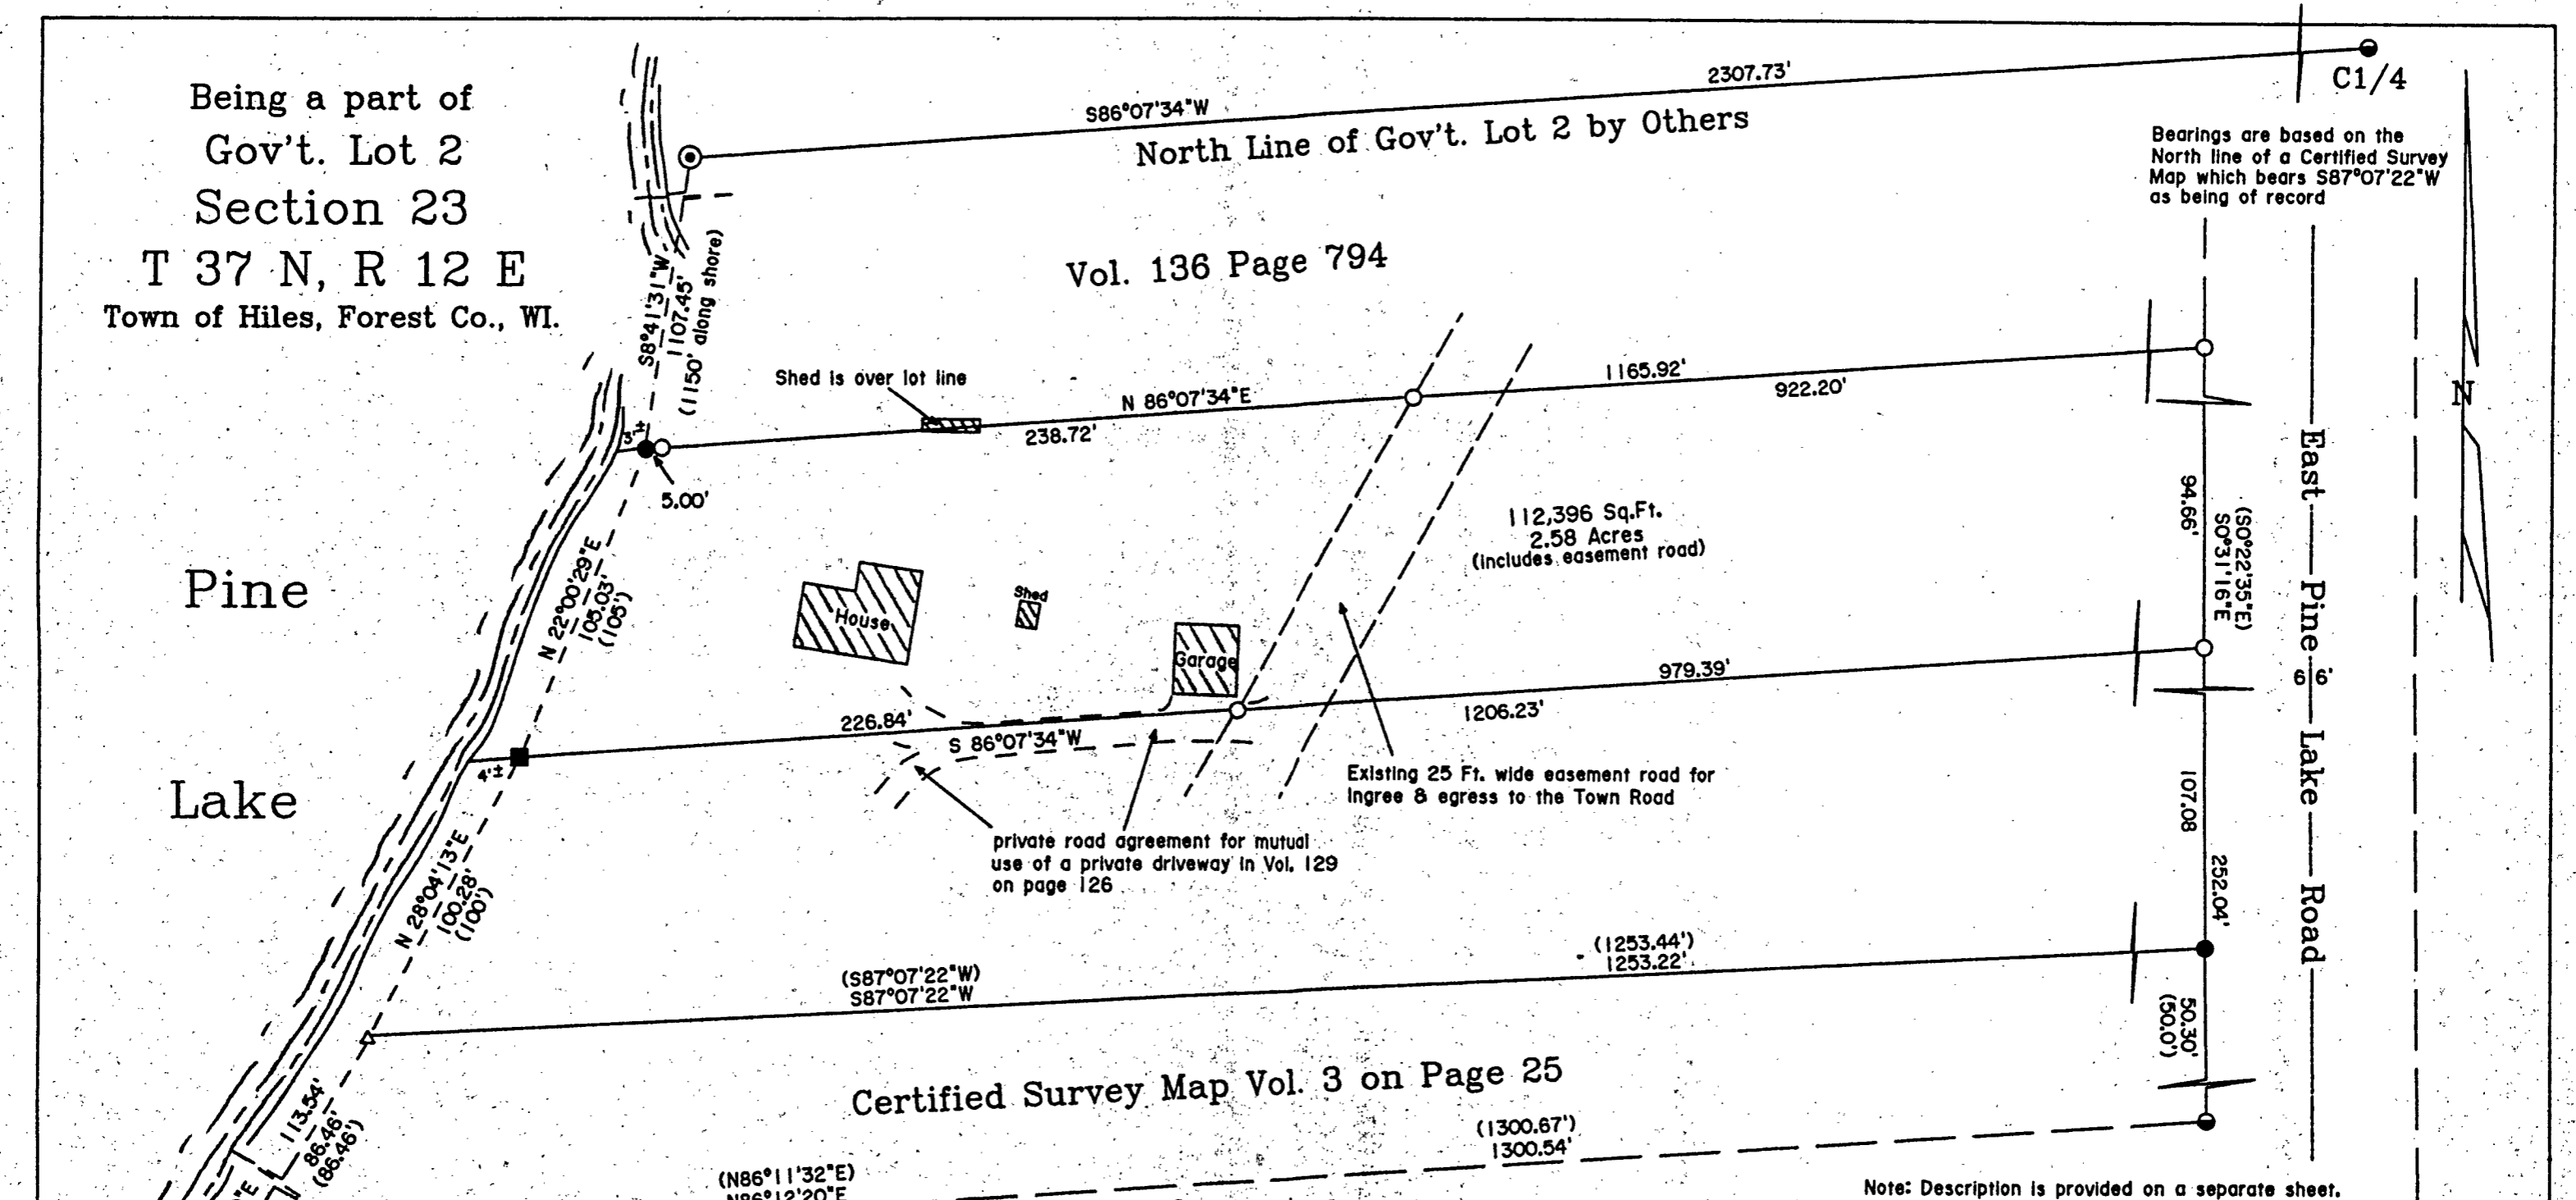 Being a part of
Gov't. Lot 2
Section 23
T 37 N, R 12 E
Town of Hiles, Forest Co., WI.
S86°07'34"W
2307.73'
C1/4
North Line of Gov't. Lot 2 by Others
Bearings are based on the
North line of a Certified Survey
Map which bears S87°07'22"W
as being of record
Vol. 136 Page 794
S8°41'31"W
1107.45'
(1150' along shore)
Shed is over lot line
N 86°07'34"E
1165.92'
922.20'
238.72'
3'±
5.00'
N
112,396 Sq.Ft.
2.58 Acres
(includes easement road)
94.66'
(S0°22'35"E)
S0°31'16"E
East Pine Lake Road
66'
Pine
Lake
N 22°00'29"E
105.03'
(105')
House
Shed
Garage
979.39'
1206.23'
226.84'
S 86°07'34"W
4'±
Existing 25 Ft. wide easement road for
Ingree & egress to the Town Road
private road agreement for mutual
use of a private driveway in Vol. 129
on page 126
107.08
252.04'
N 28°04'13"E
100.28'
(100')
(S87°07'22"W)
S87°07'22"W
(1253.44')
1253.22'
50.30'
(50.0')
Certified Survey Map Vol. 3 on Page 25
113.54'
86.46'
(86.46')
(1300.67')
1300.54'
(N86°11'32"E)
N86°12'20"E
"E
Note: Description is provided on a separate sheet.